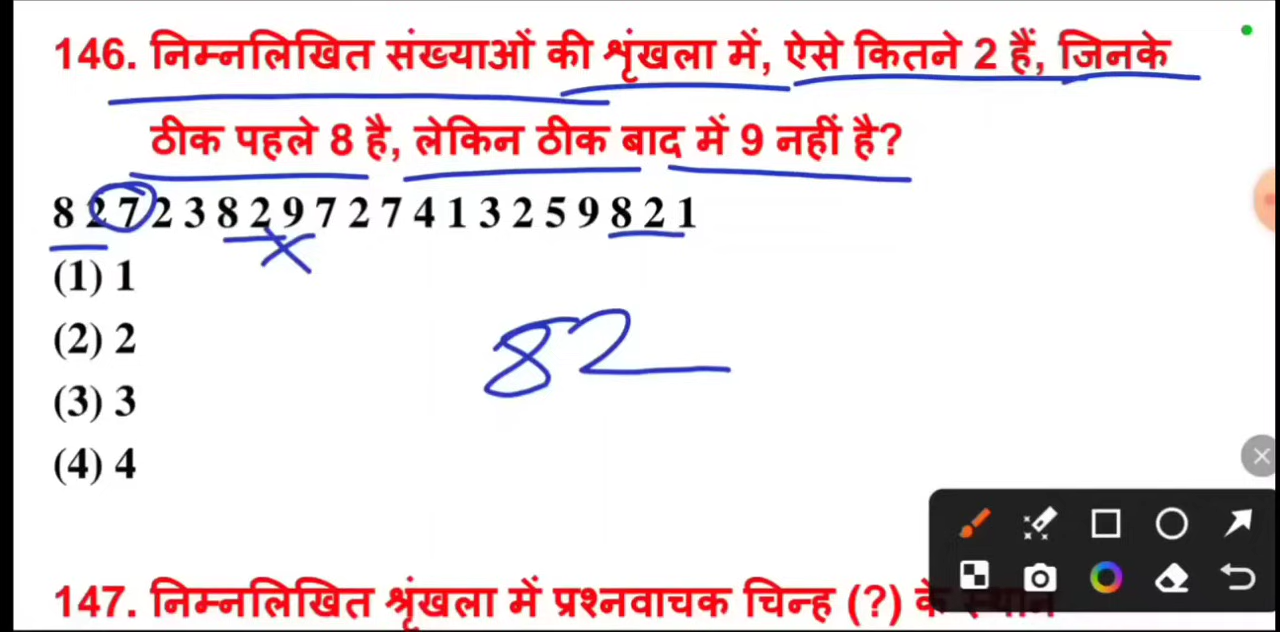 146. निम्नलिखित संख्याओं की शृंखला में, ऐसे कितने 2 हैं, जिनके
ठीक पहले 8 है, लेकिन ठीक बाद में 9 नहीं है?
8 2 7 2 3 8 2 9 7 2 7 4 1 3 2 5 9 8 2 1
(1) 1
(2) 2
82
(3) 3
(4) 4
147. निम्नलिखित श्रृंखला में प्रश्नवाचक चिन्ह (?) के स्थान